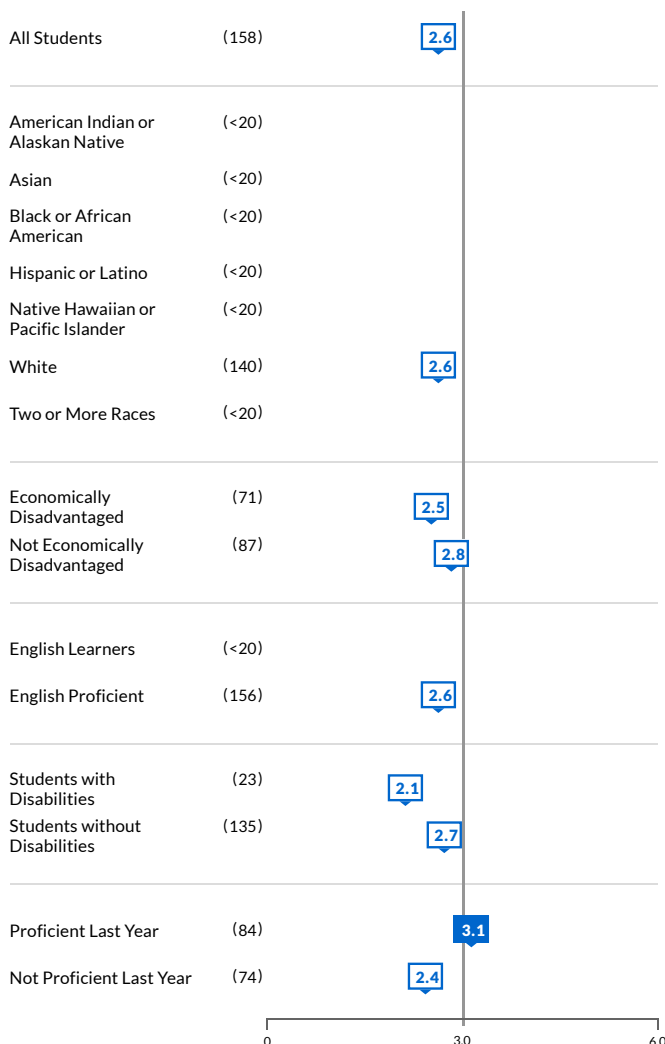 All Students (158) 2.6
American Indian or (<20)
Alaskan Native
Asian (<20)
Black or African (<20)
American
Hispanic or Latino (<20)
Native Hawaiian or (<20)
Pacific Islander
White (140) 2.6
Two or More Races (<20)
Economically (71) 2.5
Disadvantaged
Not Economically (87) 2.8
Disadvantaged
English Learners (<20)
English Proficient (156) 2.6
Students with (23) 2.1
Disabilities
Students without (135) 2.7
Disabilities
Proficient Last Year (84) 3.1
Not Proficient Last Year (74) 2.4
0 3.0 6.0